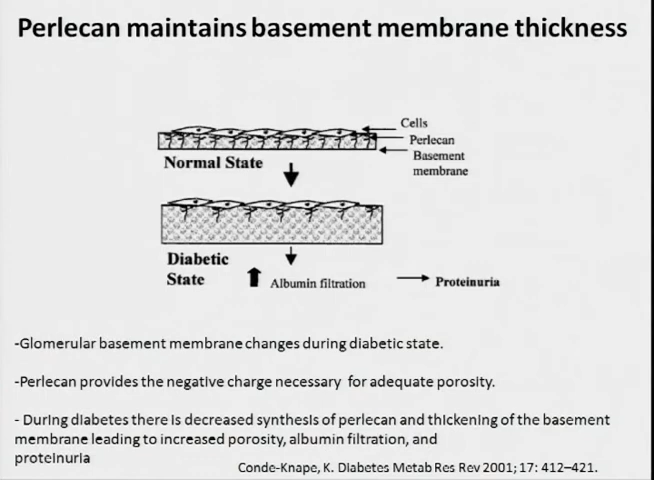 Perlecan maintains basement membrane thickness
Cells
Perlecan
Basement
membrane
Normal State
Diabetic
State
Albumin filtration
Proteinuria
-Glomerular basement membrane changes during diabetic state.
-Perlecan provides the negative charge necessary for adequate porosity.
- During diabetes there is decreased synthesis of perlecan and thickening of the basement
membrane leading to increased porosity, albumin filtration, and
proteinuria
Conde-Knape, K. Diabetes Metab Res Rev 2001; 17: 412–421.